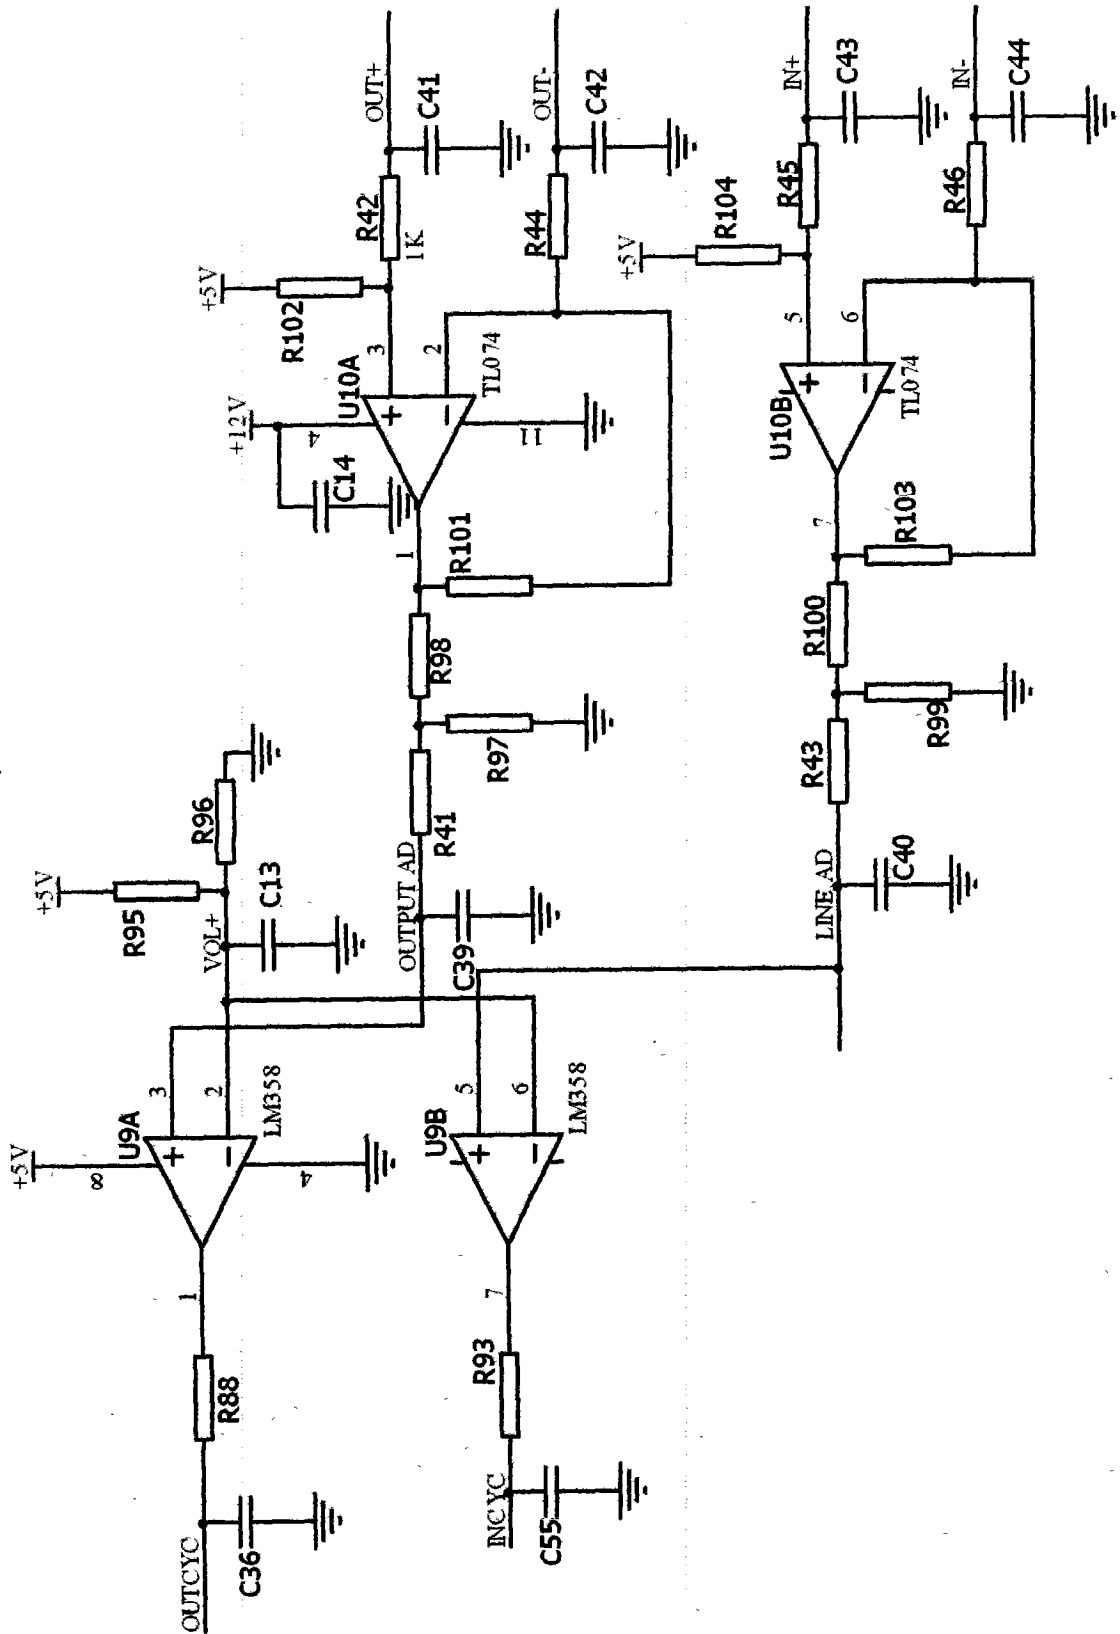 OUTCYC
C36
R88
1
+5V
8
U9A
3
2
4
LM358
VOL+
R95
+5V
C13
R96
INCYC
C55
R93
7
U9B
5
6
LM358
OUTPUT AD
C39
R41
R97
R98
R101
1
+12V
4
C14
U10A
3
2
11
TL074
+5V
R102
R42
1K
OUT+
C41
R44
OUT-
C42
LINE AD
C40
R43
R99
R100
R103
7
U10B
5
6
TL074
+5V
R104
R45
IN+
C43
R46
IN-
C44